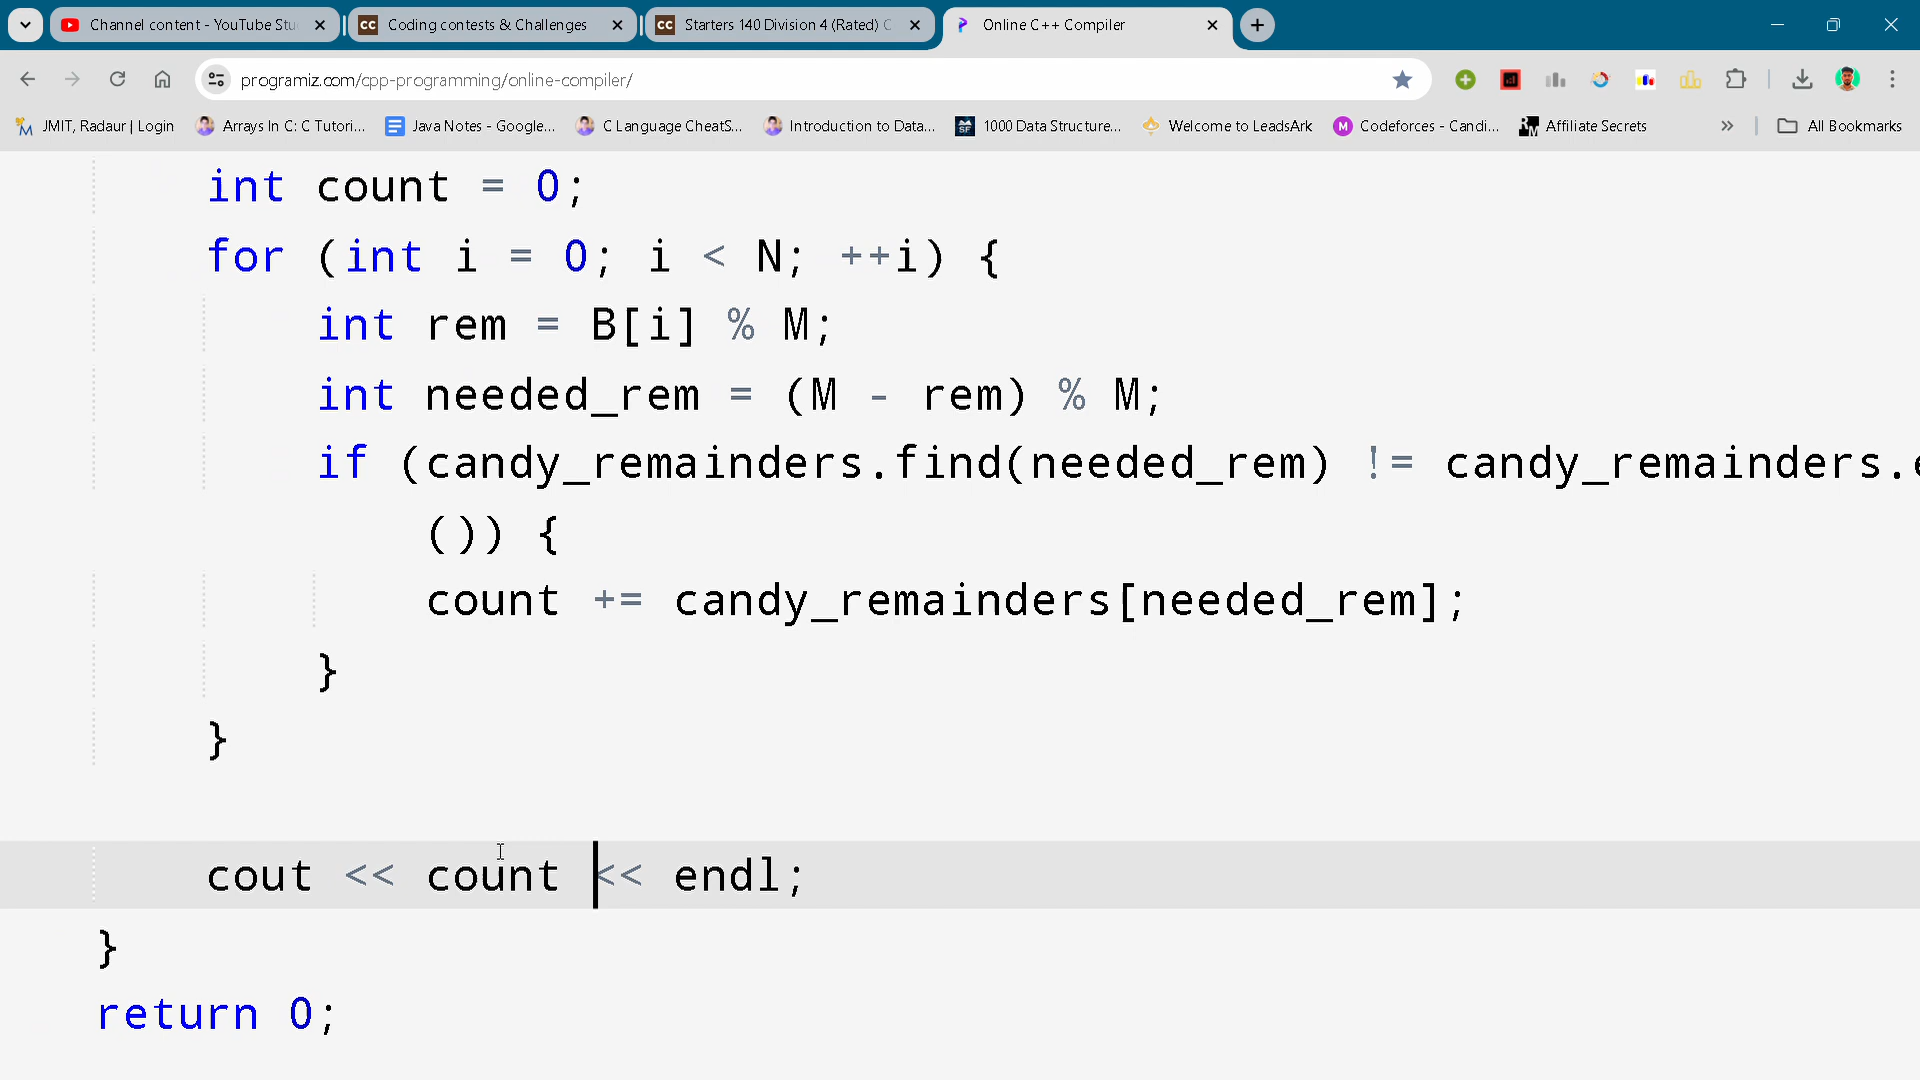 Channel content - YouTube Stu
Coding contests & Challenges
Starters 140 Division 4 (Rated) C
Online C++ Compiler
programiz.com/cpp-programming/online-compiler/
JMIT, Radaur | Login
Arrays In C: C Tutori...
Java Notes - Google...
C Language CheatS...
Introduction to Data...
1000 Data Structure...
Welcome to LeadsArk
Codeforces - Candi...
Affiliate Secrets
All Bookmarks
int count = 0;
for (int i = 0; i < N; ++i) {
int rem = B[i] % M;
int needed_rem = (M - rem) % M;
if (candy_remainders.find(needed_rem) != candy_remainders.e
()) {
count += candy_remainders[needed_rem];
}
}
cout << count << endl;
}
return 0;